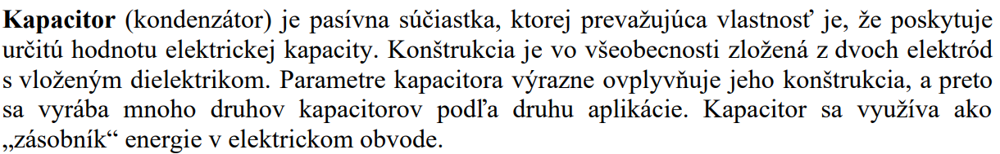 Kapacitor (kondenzátor) je pasívna súčiastka, ktorej prevažujúca vlastnosť je, že poskytuje
určitú hodnotu elektrickej kapacity. Konštrukcia je vo všeobecnosti zložená z dvoch elektród
s vloženým dielektrikom. Parametre kapacitora výrazne ovplyvňuje jeho konštrukcia, a preto
sa vyrába mnoho druhov kapacitorov podľa druhu aplikácie. Kapacitor sa využíva ako
„zásobník“ energie v elektrickom obvode.